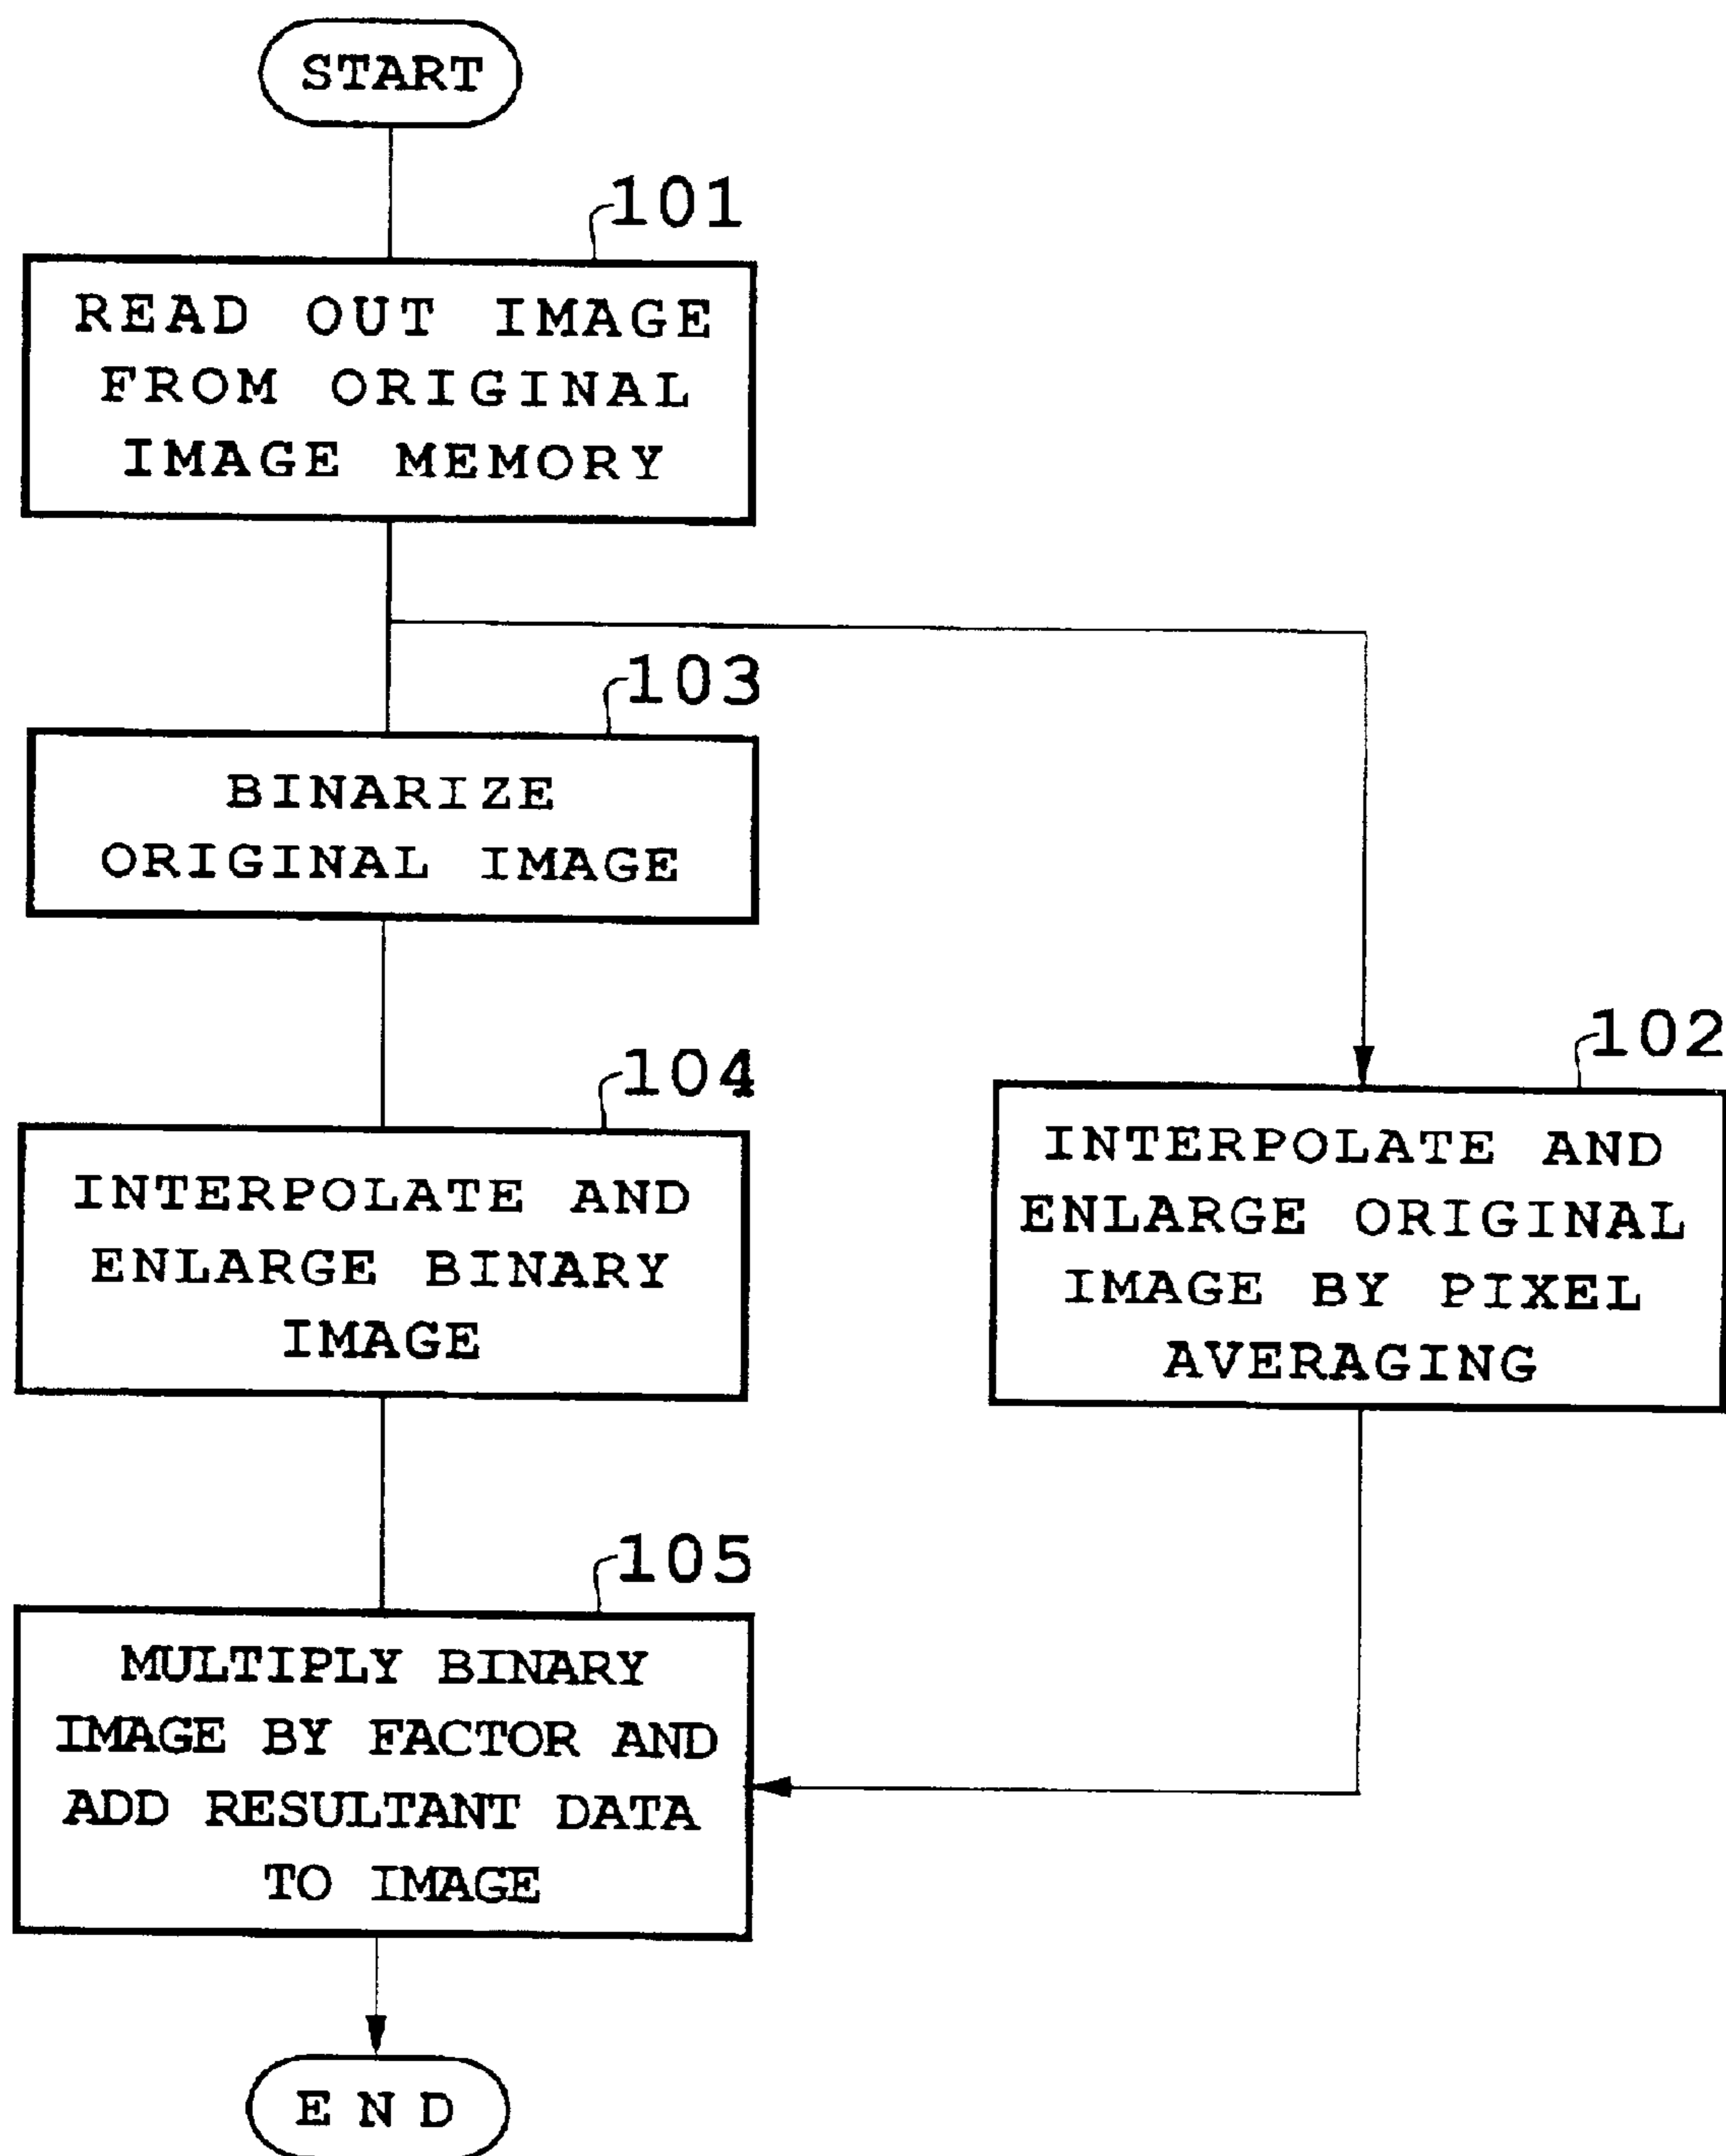 START
101
READ OUT IMAGE
FROM ORIGINAL
IMAGE MEMORY
103
BINARIZE
ORIGINAL IMAGE
104
INTERPOLATE AND
ENLARGE BINARY
IMAGE
102
INTERPOLATE AND
ENLARGE ORIGINAL
IMAGE BY PIXEL
AVERAGING
105
MULTIPLY BINARY
IMAGE BY FACTOR AND
ADD RESULTANT DATA
TO IMAGE
END